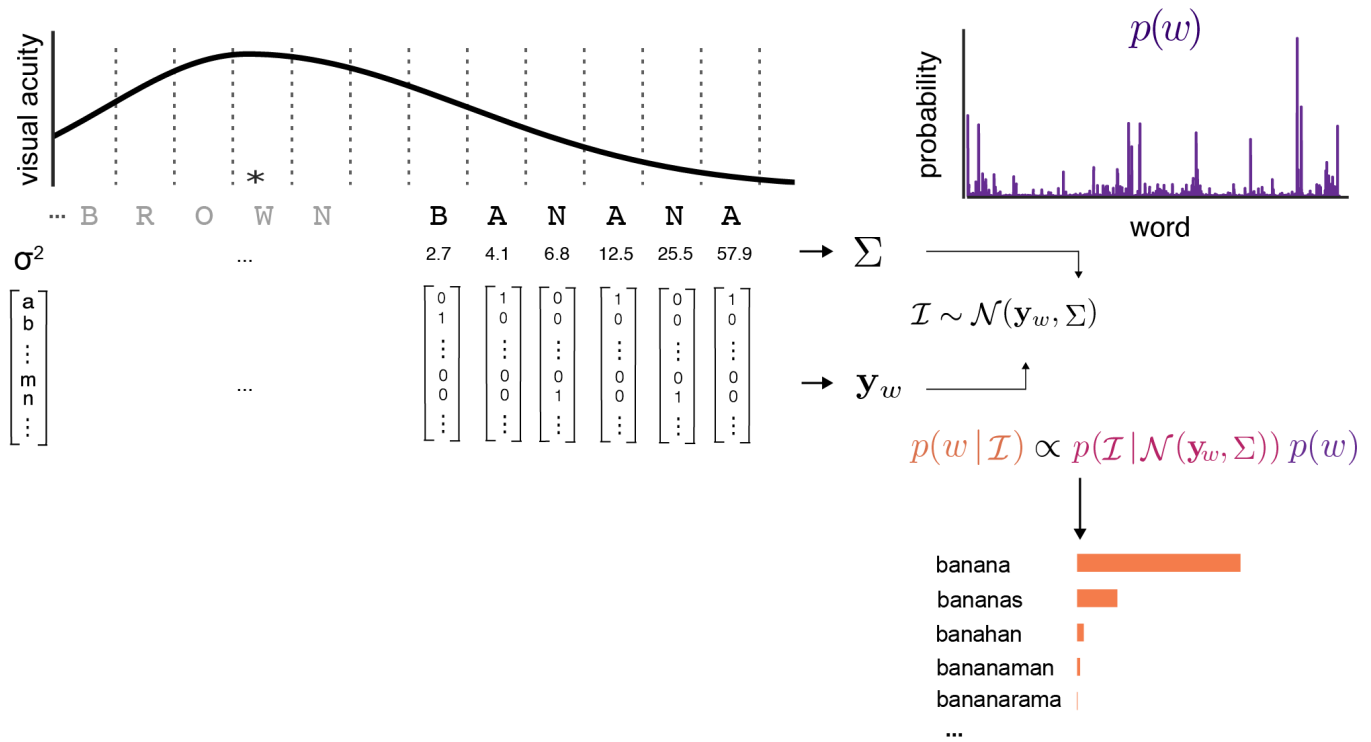 visual acuity
*
... B R O W N B A N A N A
σ² ... 2.7 4.1 6.8 12.5 25.5 57.9 → Σ
a 0 1 0 1 0 1
b 1 0 0 0 0 0
⋮ ⋮ ⋮ ⋮ ⋮ ⋮ ⋮
m ... 0 0 0 0 0 0 → y_w
n 0 0 1 0 1 0
⋮ ⋮ ⋮ ⋮ ⋮ ⋮ ⋮
p(w)
probability
word
𝓘 ~ 𝒩(y_w, Σ)
p(w | 𝓘) ∝ p(𝓘 | 𝒩(y_w, Σ)) p(w)
banana
bananas
banahan
bananaman
bananarama
...